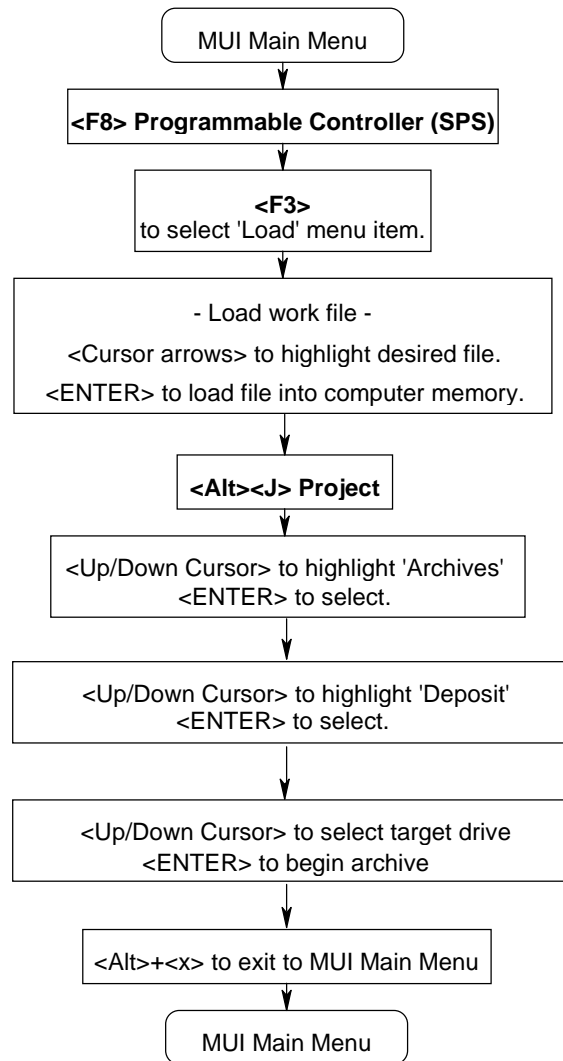 MUI Main Menu
<F8> Programmable Controller (SPS)
<F3>
to select 'Load' menu item.
- Load work file -
<Cursor arrows> to highlight desired file.
<ENTER> to load file into computer memory.
<Alt><J> Project
<Up/Down Cursor> to highlight 'Archives'
<ENTER> to select.
<Up/Down Cursor> to highlight 'Deposit'
<ENTER> to select.
<Up/Down Cursor> to select target drive
<ENTER> to begin archive
<Alt>+<x> to exit to MUI Main Menu
MUI Main Menu